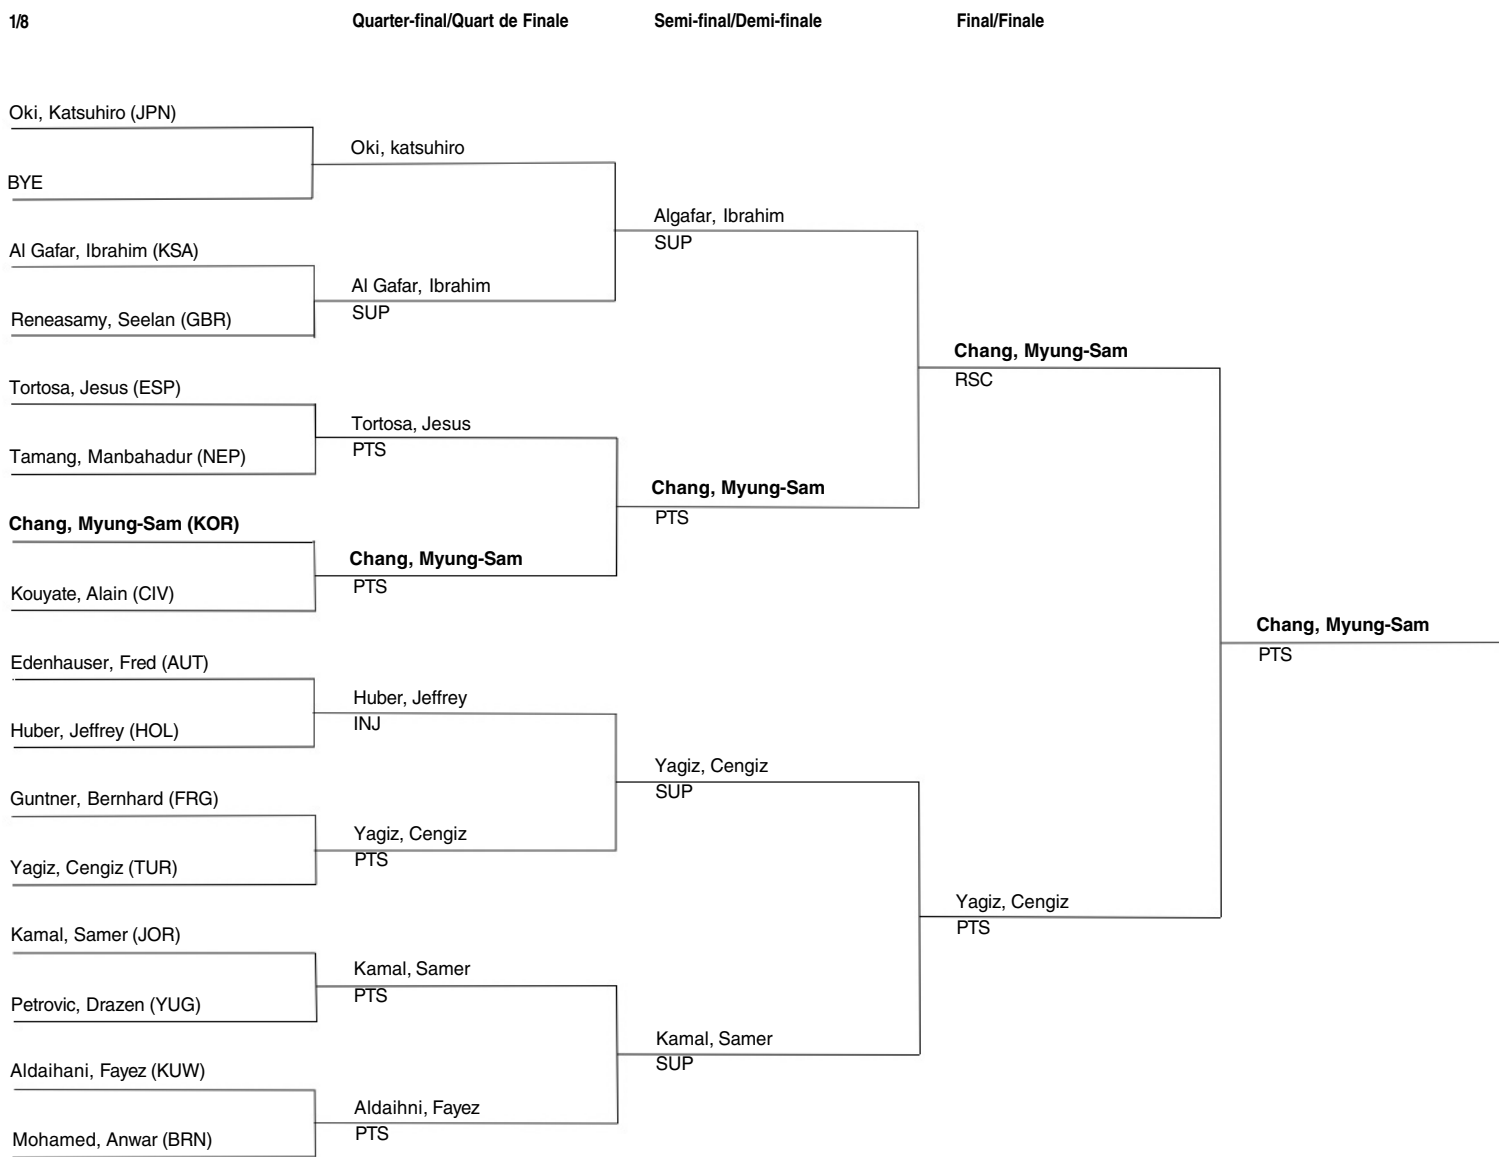 1/8
Quarter-final/Quart de Finale
Semi-final/Demi-finale
Final/Finale
Oki, Katsuhiro (JPN)
BYE
Al Gafar, Ibrahim (KSA)
Reneasamy, Seelan (GBR)
Tortosa, Jesus (ESP)
Tamang, Manbahadur (NEP)
Chang, Myung-Sam (KOR)
Kouyate, Alain (CIV)
Edenhauser, Fred (AUT)
Huber, Jeffrey (HOL)
Guntner, Bernhard (FRG)
Yagiz, Cengiz (TUR)
Kamal, Samer (JOR)
Petrovic, Drazen (YUG)
Aldaihani, Fayez (KUW)
Mohamed, Anwar (BRN)
Oki, katsuhiro
Al Gafar, Ibrahim
SUP
Tortosa, Jesus
PTS
Chang, Myung-Sam
PTS
Huber, Jeffrey
INJ
Yagiz, Cengiz
PTS
Kamal, Samer
PTS
Aldaihni, Fayez
PTS
Algafar, Ibrahim
SUP
Chang, Myung-Sam
PTS
Yagiz, Cengiz
SUP
Kamal, Samer
SUP
Chang, Myung-Sam
RSC
Yagiz, Cengiz
PTS
Chang, Myung-Sam
PTS